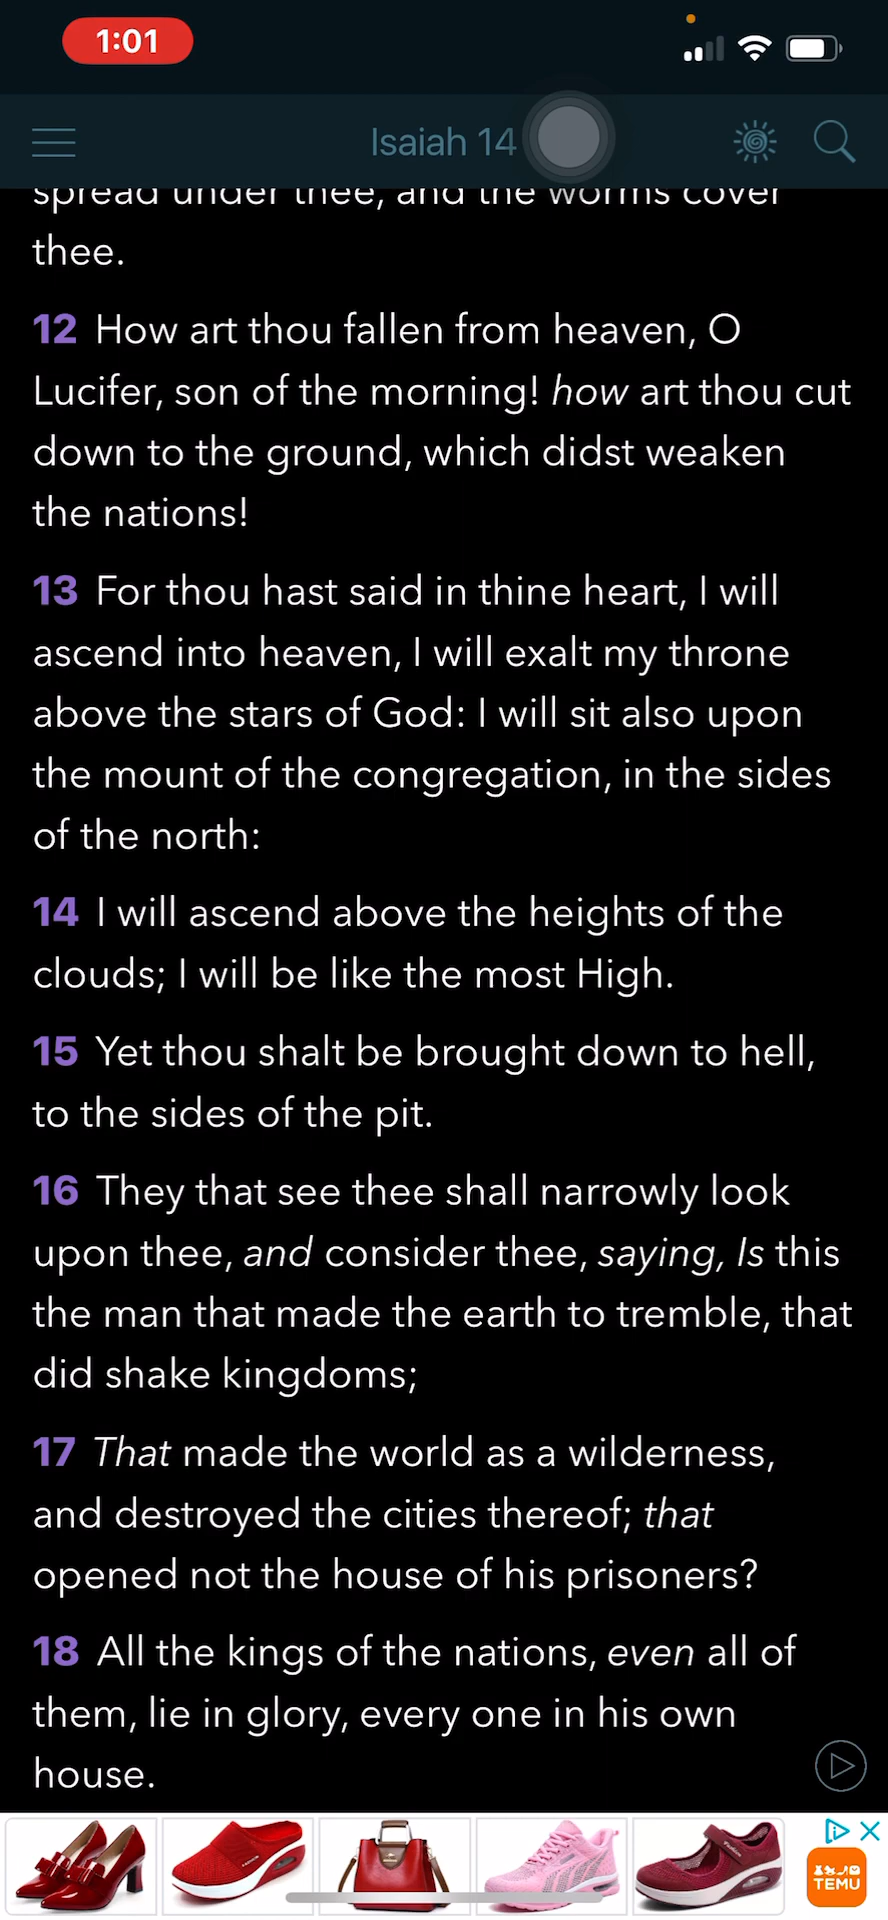 1:01
Isaiah 14
spread under thee, and the worms cover
thee.
12 How art thou fallen from heaven, O
Lucifer, son of the morning! how art thou cut
down to the ground, which didst weaken
the nations!
13 For thou hast said in thine heart, I will
ascend into heaven, I will exalt my throne
above the stars of God: I will sit also upon
the mount of the congregation, in the sides
of the north:
14 I will ascend above the heights of the
clouds; I will be like the most High.
15 Yet thou shalt be brought down to hell,
to the sides of the pit.
16 They that see thee shall narrowly look
upon thee, and consider thee, saying, Is this
the man that made the earth to tremble, that
did shake kingdoms;
17 That made the world as a wilderness,
and destroyed the cities thereof; that
opened not the house of his prisoners?
18 All the kings of the nations, even all of
them, lie in glory, every one in his own
house.
TEMU